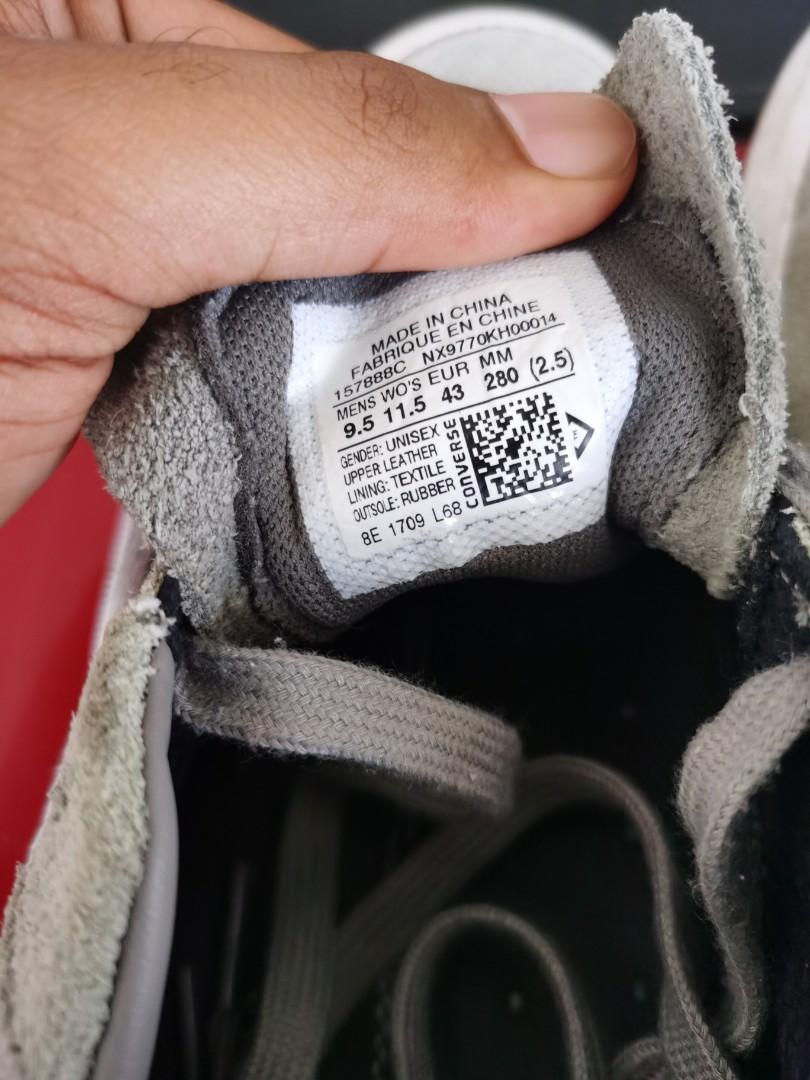 MADE IN CHINA
FABRIQUE EN CHINE
157888C NX9770KH00014
MENS WO'S EUR MM
9.5 11.5 43 280 (2.5)
GENDER: UNISEX
UPPER LEATHER
LINING: TEXTILE
OUTSOLE: RUBBER
CONVERSE
8E 1709 L68